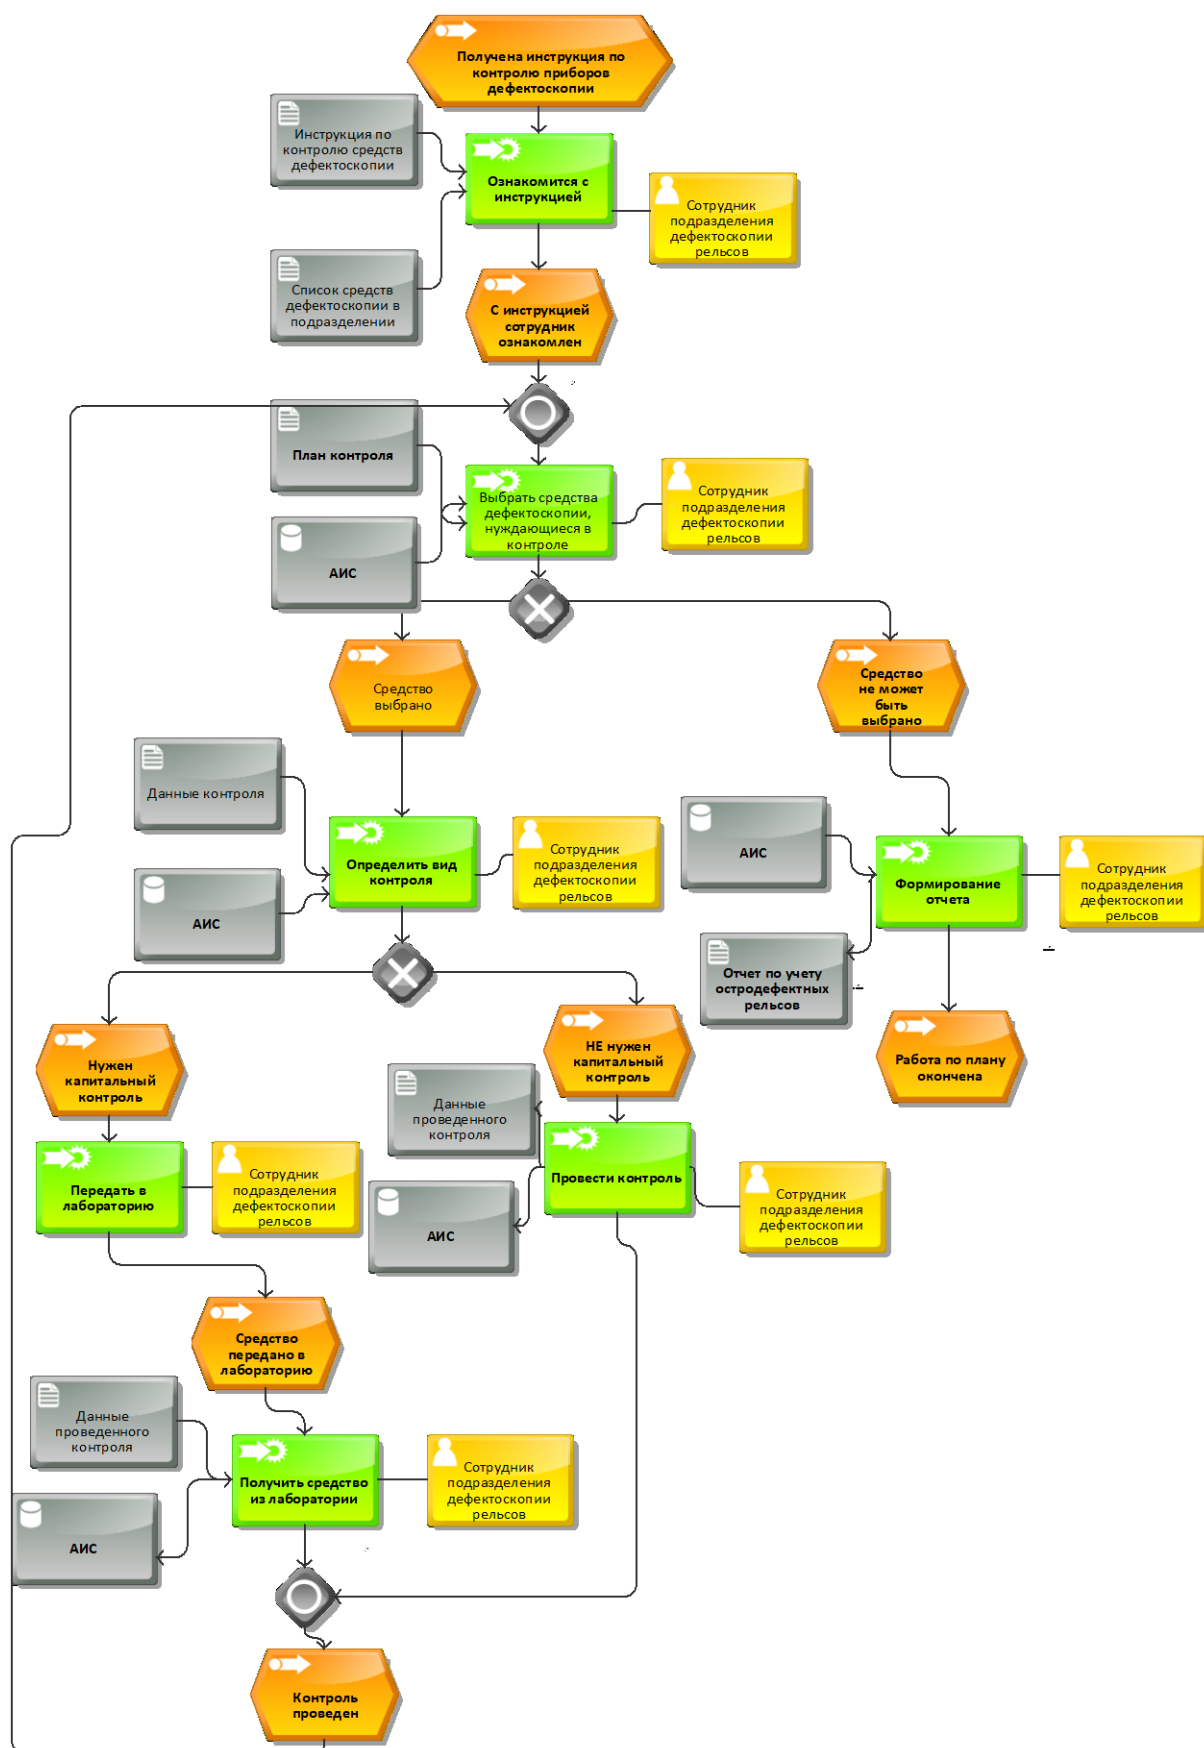 Получена инструкция по
контролю приборов
дефектоскопии
Инструкция по
контролю средств
дефектоскопии
Ознакомится с
инструкцией
Сотрудник
подразделения
дефектоскопии
рельсов
Список средств
дефектоскопии в
подразделении
С инструкцией
сотрудник
ознакомлен
План контроля
Выбрать средства
дефектоскопии,
нуждающиеся в
контроле
Сотрудник
подразделения
дефектоскопии
рельсов
АИС
Средство
выбрано
Средство
не может
быть
выбрано
Данные контроля
Определить вид
контроля
Сотрудник
подразделения
дефектоскопии
рельсов
АИС
АИС
Формирование
отчета
Сотрудник
подразделения
дефектоскопии
рельсов
Отчет по учету
остродефектных
рельсов
Работа по плану
окончена
Нужен
капитальный
контроль
НЕ нужен
капитальный
контроль
Данные
проведенного
контроля
Передать в
лабораторию
Сотрудник
подразделения
дефектоскопии
рельсов
АИС
Провести контроль
Сотрудник
подразделения
дефектоскопии
рельсов
Средство
передано в
лабораторию
Данные
проведенного
контроля
Получить средство
из лаборатории
Сотрудник
подразделения
дефектоскопии
рельсов
АИС
Контроль
проведен